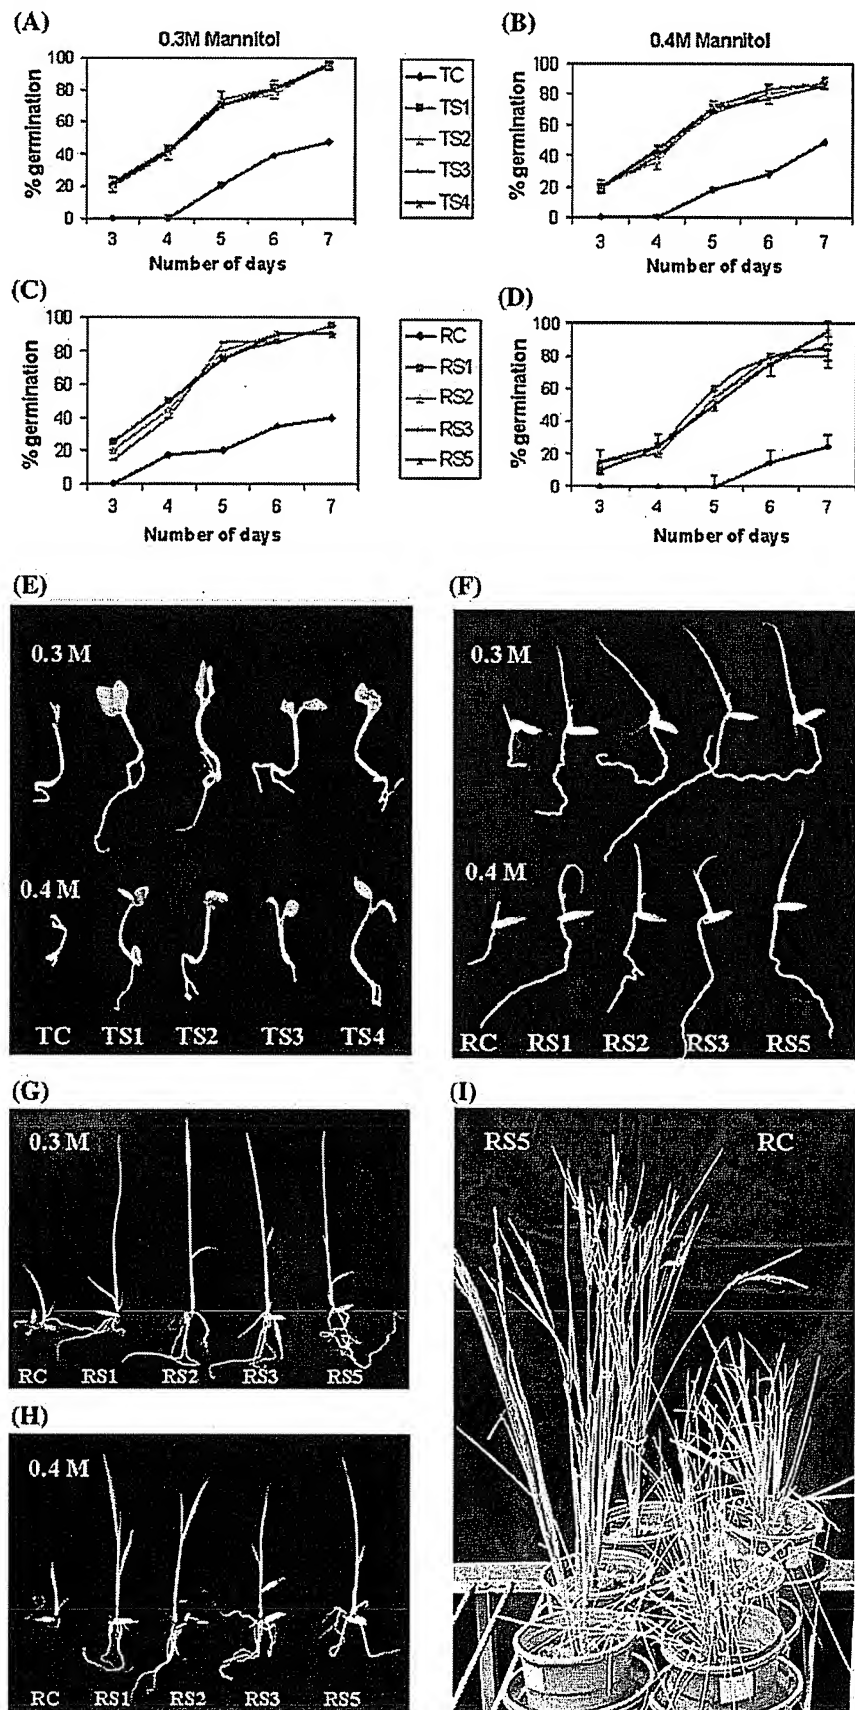 (A)
0.3M Mannitol
% germination
100
80
60
40
20
0
3 4 5 6 7
Number of days
TC
TS1
TS2
TS3
TS4
(B)
0.4M Mannitol
% germination
100
80
60
40
20
0
3 4 5 6 7
Number of days
(C)
% germination
100
80
60
40
20
0
3 4 5 6 7
Number of days
RC
RS1
RS2
RS3
RS5
(D)
% germination
100
80
60
40
20
0
3 4 5 6 7
Number of days
(E)
0.3 M
0.4 M
TC TS1 TS2 TS3 TS4
(F)
0.3 M
0.4 M
RC RS1 RS2 RS3 RS5
(G)
0.3 M
RC RS1 RS2 RS3 RS5
(H)
0.4 M
RC RS1 RS2 RS3 RS5
(I)
RS5 RC